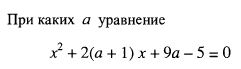 При каких a уравнение
x² + 2(a + 1) x + 9a − 5 = 0